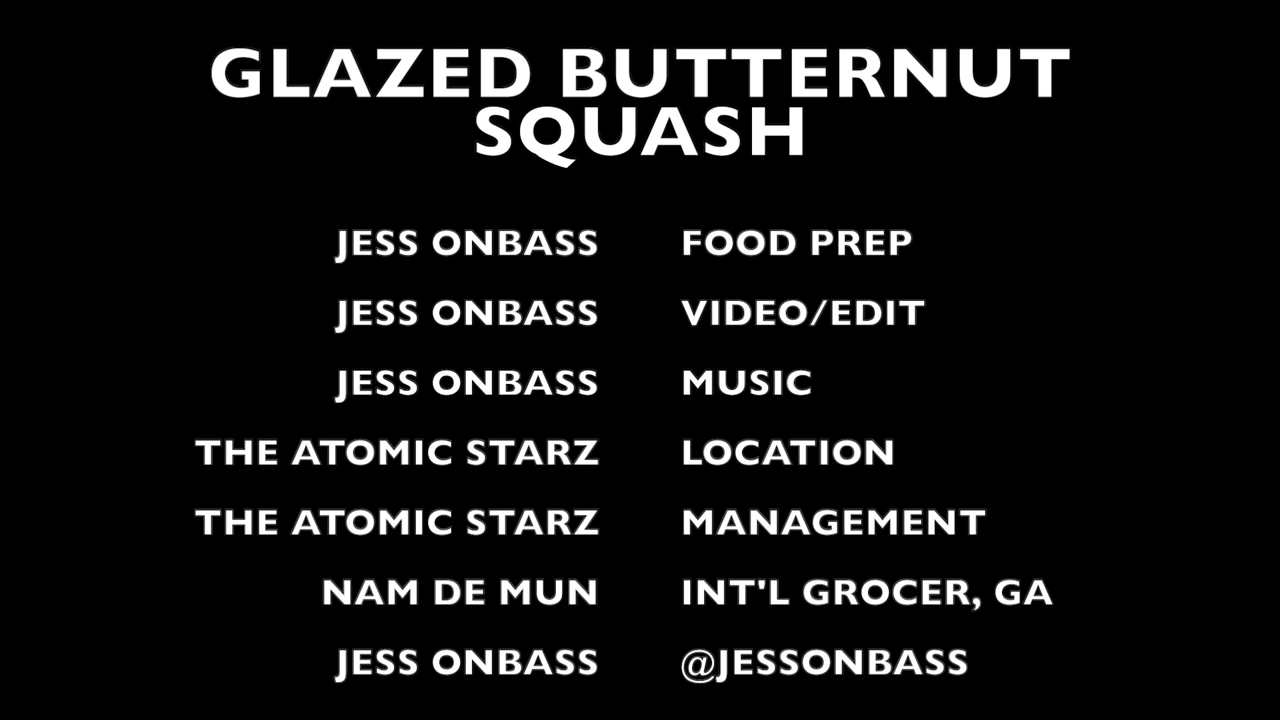 GLAZED BUTTERNUT
SQUASH
JESS ONBASS FOOD PREP
JESS ONBASS VIDEO/EDIT
JESS ONBASS MUSIC
THE ATOMIC STARZ LOCATION
THE ATOMIC STARZ MANAGEMENT
NAM DE MUN INT'L GROCER, GA
JESS ONBASS @JESSONBASS